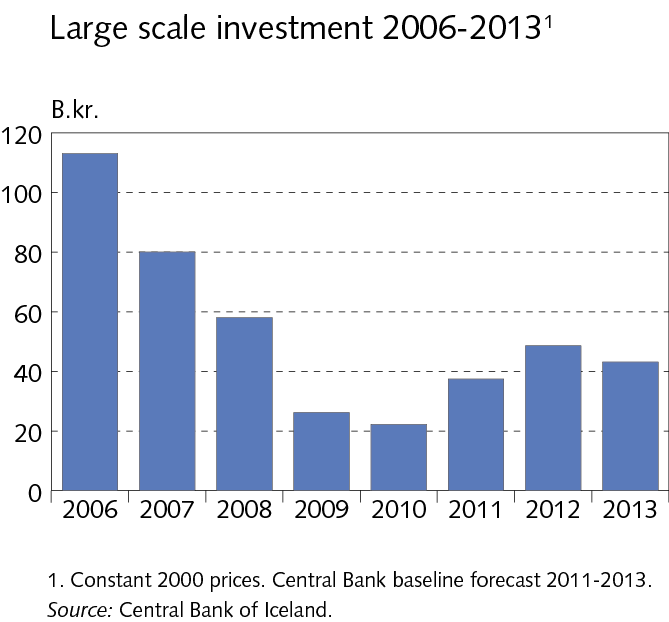 Large scale investment 2006-2013¹
B.kr.
120
100
80
60
40
20
0
2006 2007 2008 2009 2010 2011 2012 2013
1. Constant 2000 prices. Central Bank baseline forecast 2011-2013.
Source: Central Bank of Iceland.